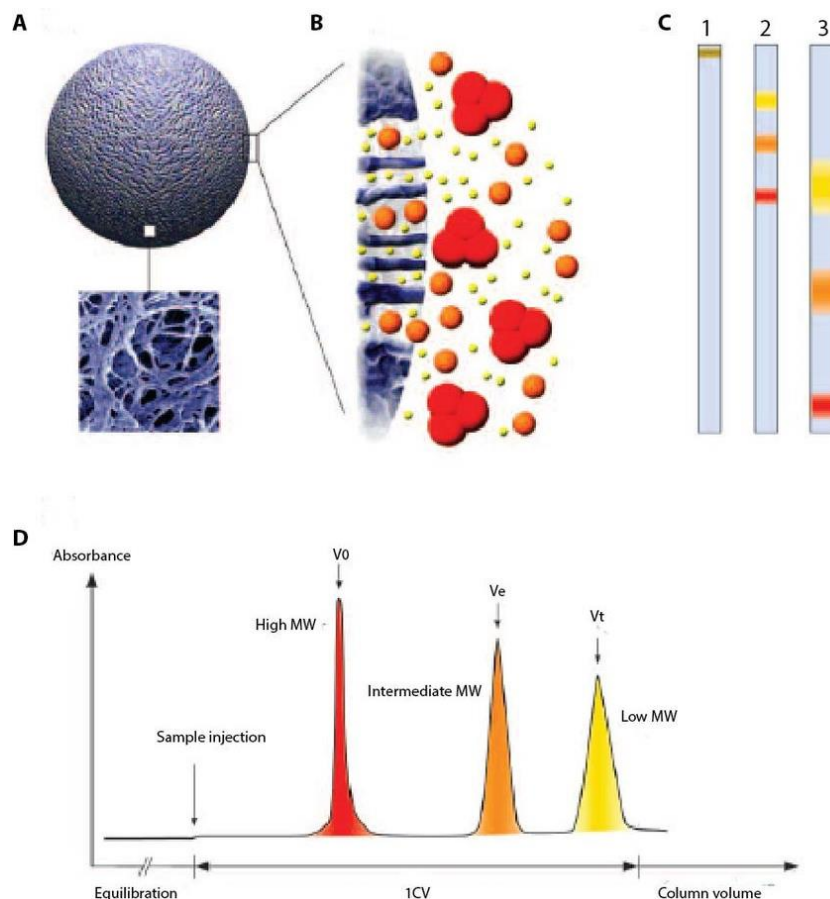 A
B
C
1
2
3
D
Absorbance
V0
High MW
Ve
Intermediate MW
Vt
Low MW
Sample injection
Equilibration
1CV
Column volume